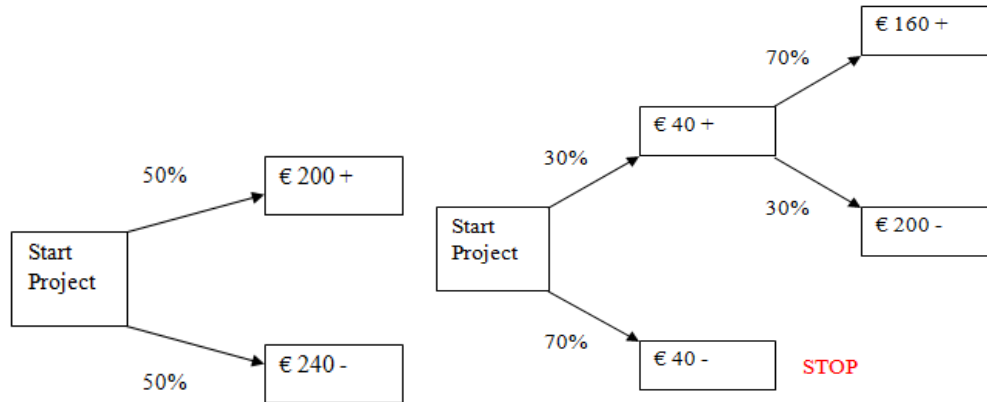 50%
€ 200 +
Start
Project
50%
€ 240 -
Start
Project
30%
€ 40 +
70%
€ 160 +
30%
€ 200 -
70%
€ 40 -
STOP